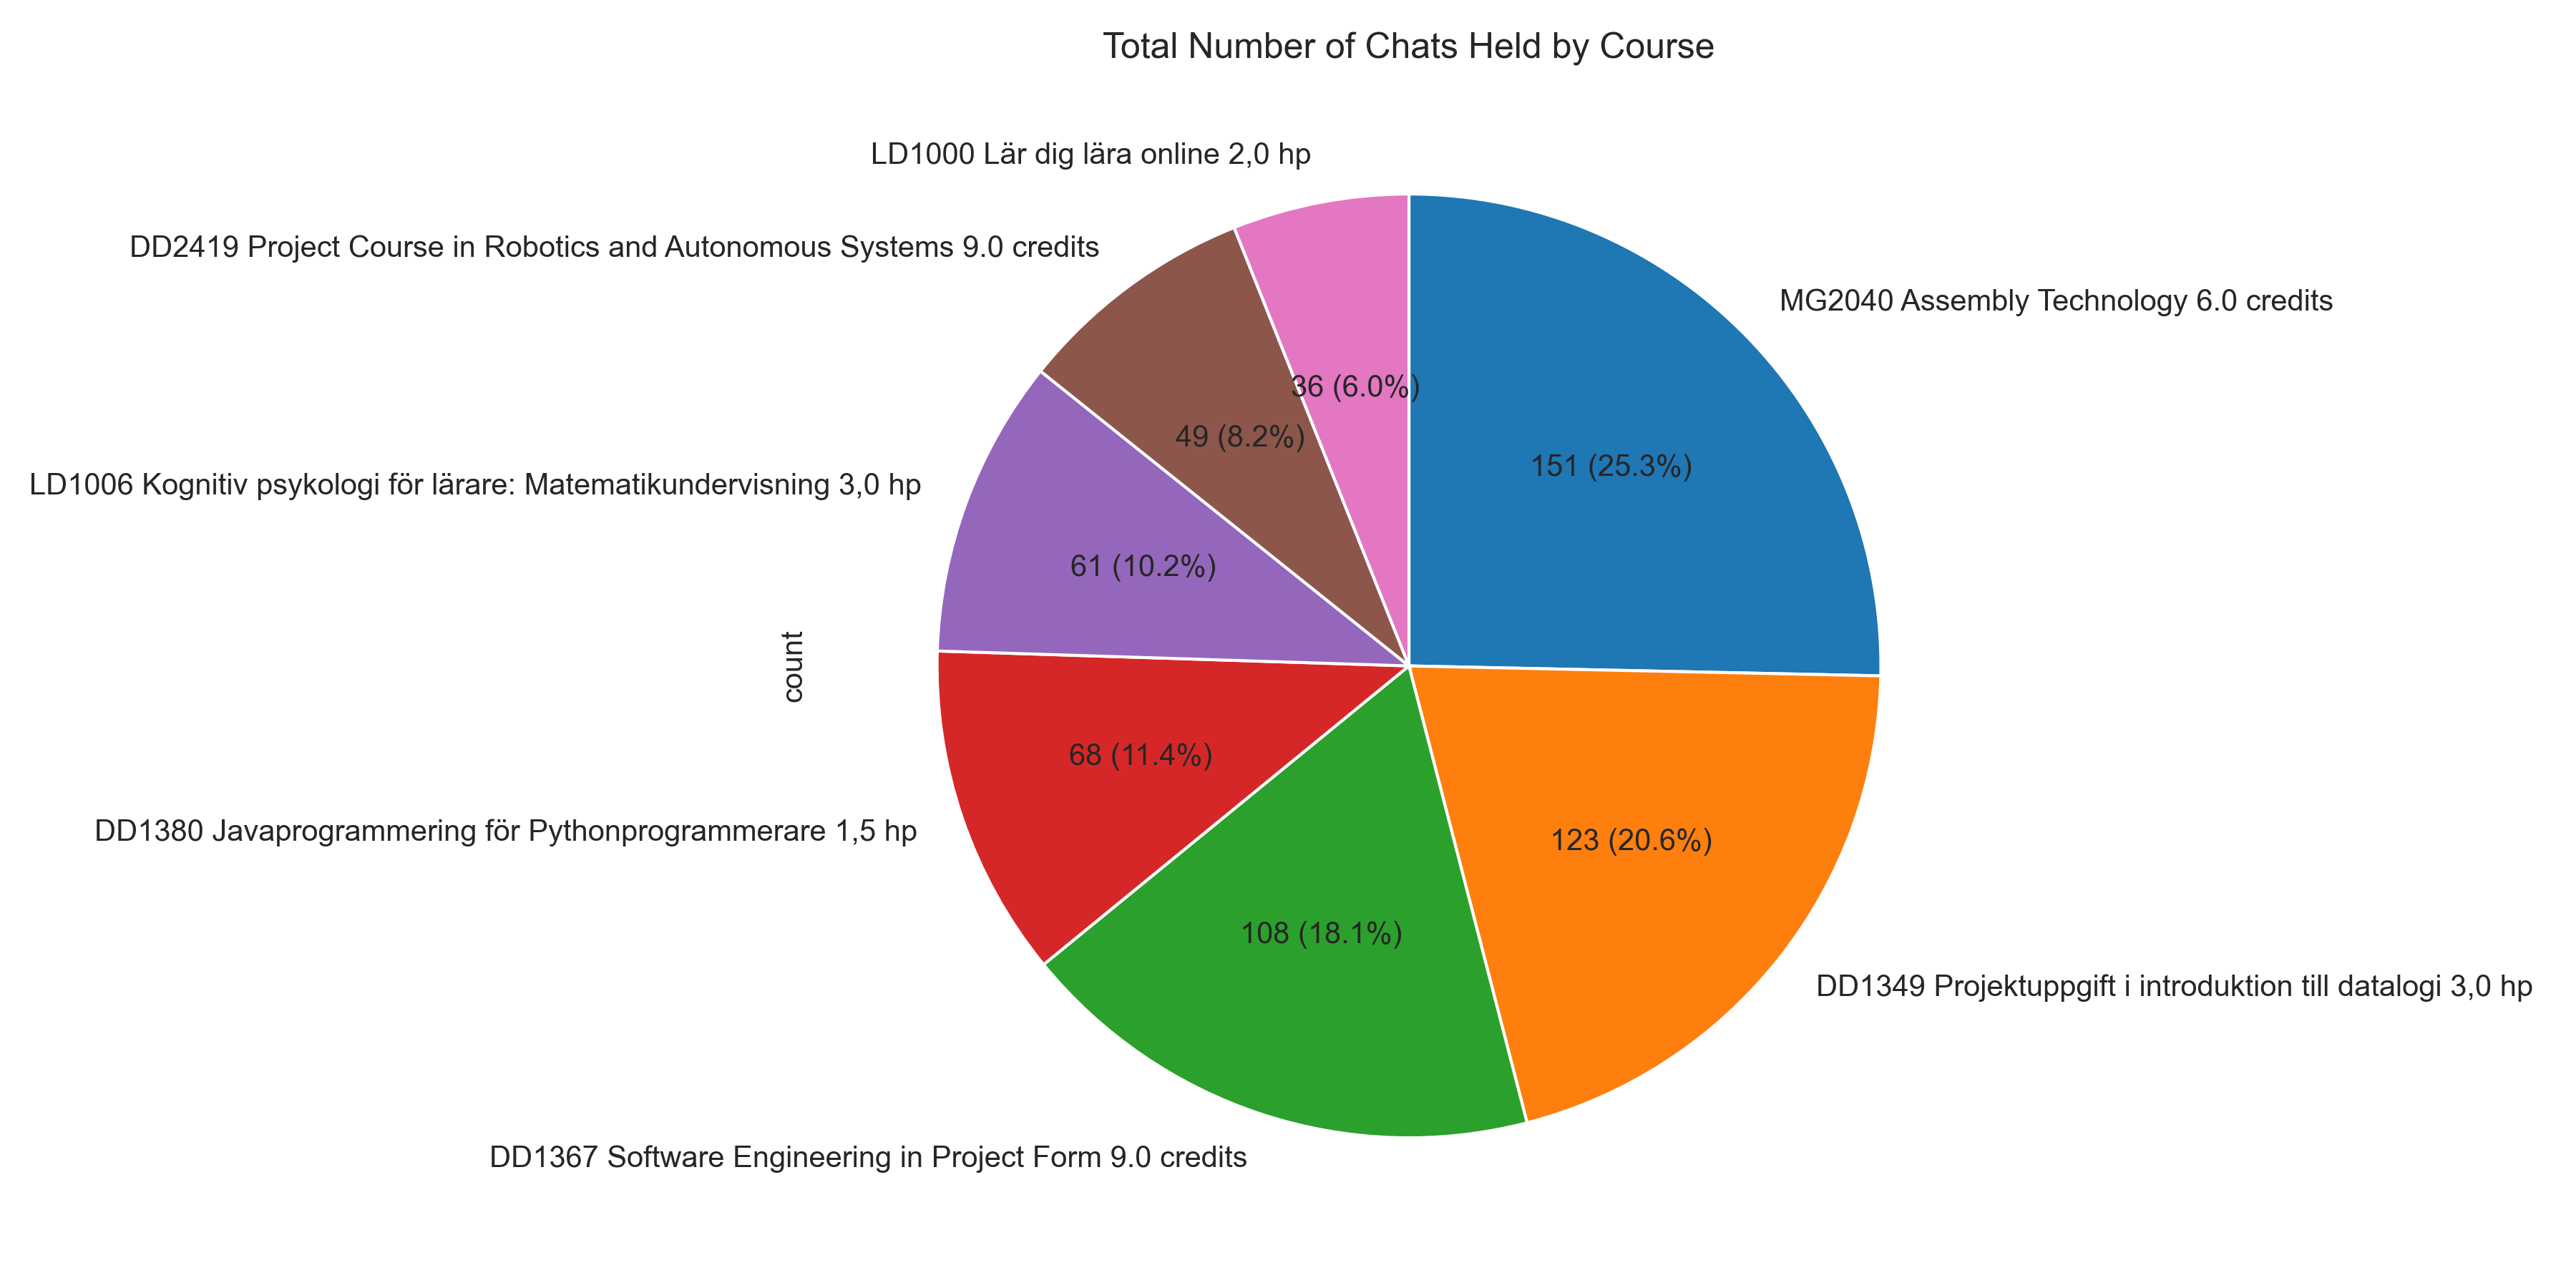 Total Number of Chats Held by Course
LD1000 Lär dig lära online 2,0 hp
DD2419 Project Course in Robotics and Autonomous Systems 9.0 credits
MG2040 Assembly Technology 6.0 credits
36 (6.0%)
49 (8.2%)
151 (25.3%)
LD1006 Kognitiv psykologi för lärare: Matematikundervisning 3,0 hp
61 (10.2%)
count
68 (11.4%)
DD1380 Javaprogrammering för Pythonprogrammerare 1,5 hp
123 (20.6%)
108 (18.1%)
DD1349 Projektuppgift i introduktion till datalogi 3,0 hp
DD1367 Software Engineering in Project Form 9.0 credits